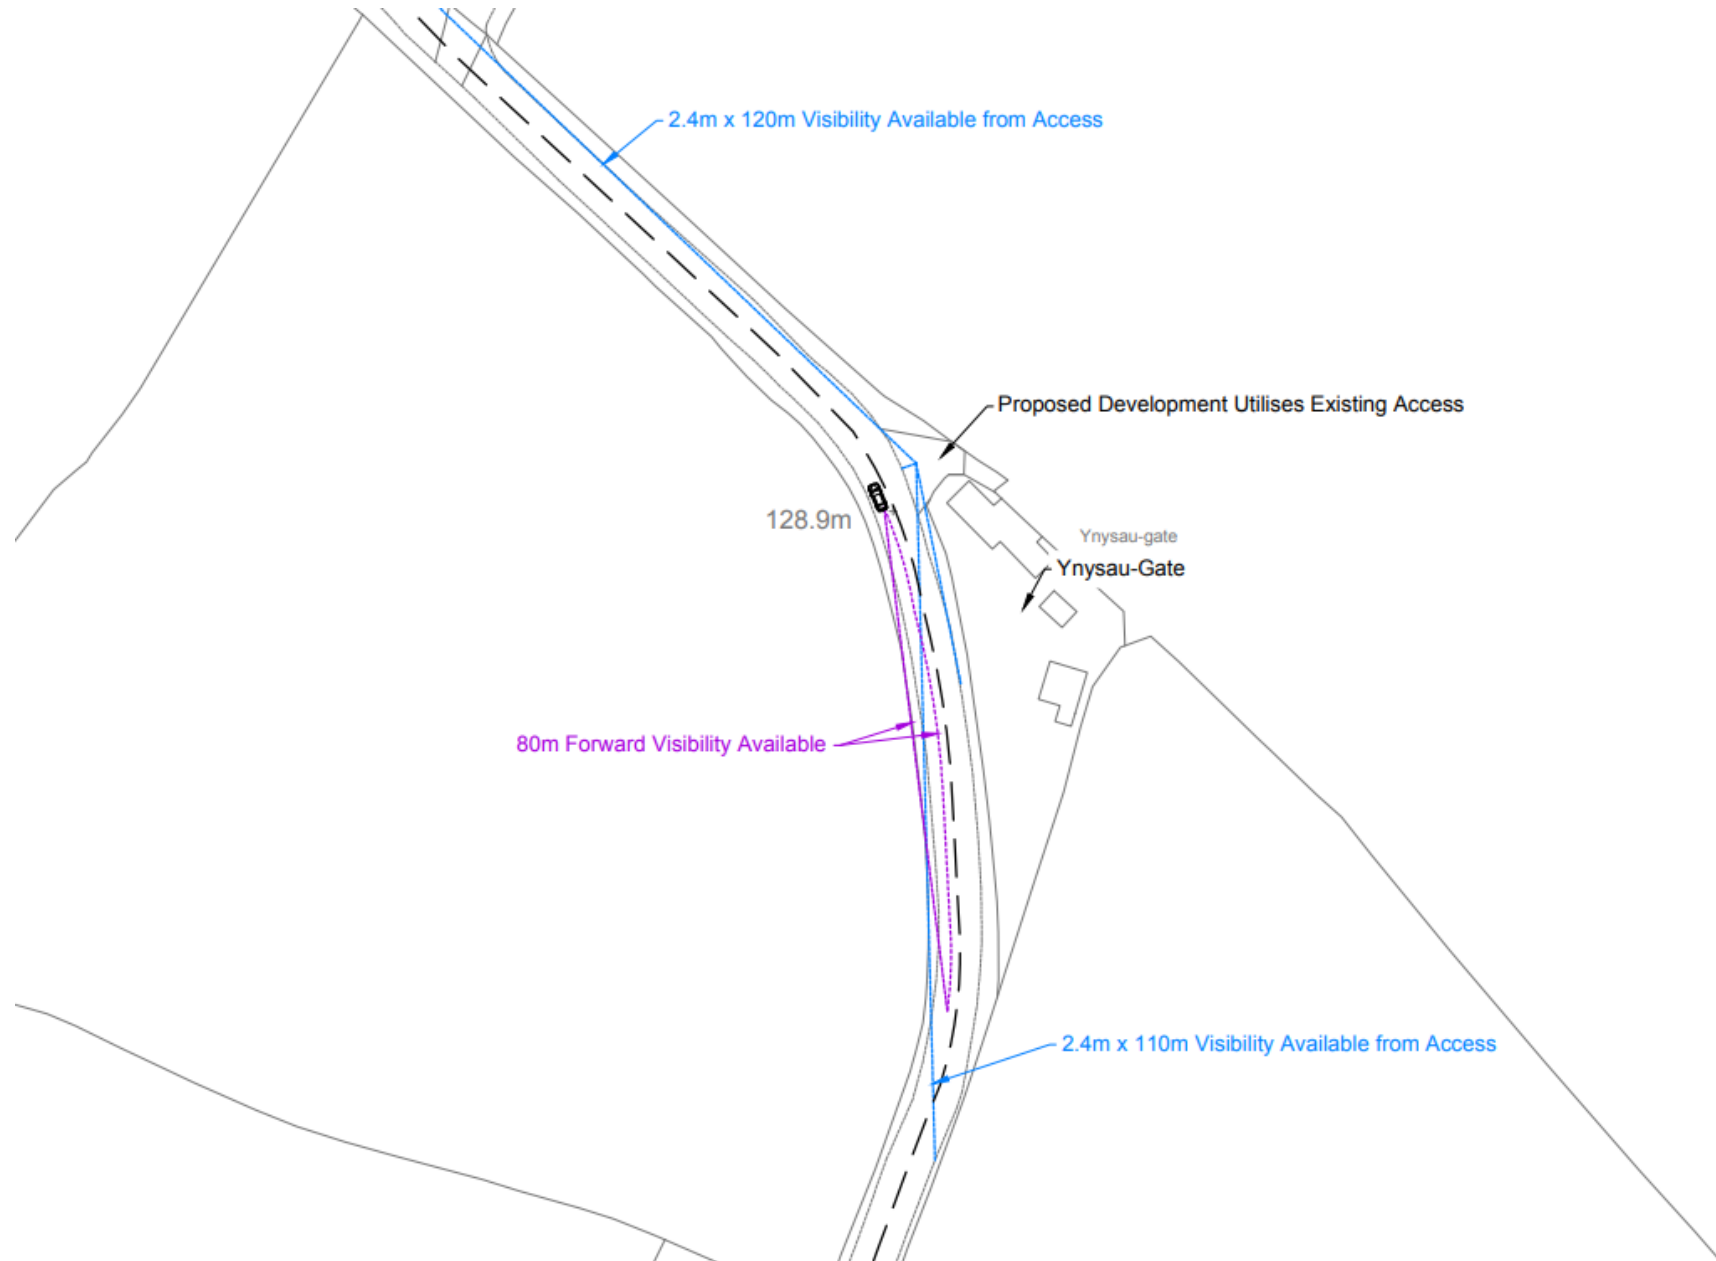 2.4m x 120m Visibility Available from Access
Proposed Development Utilises Existing Access
128.9m
Ynysau-gate
Ynysau-Gate
80m Forward Visibility Available
2.4m x 110m Visibility Available from Access